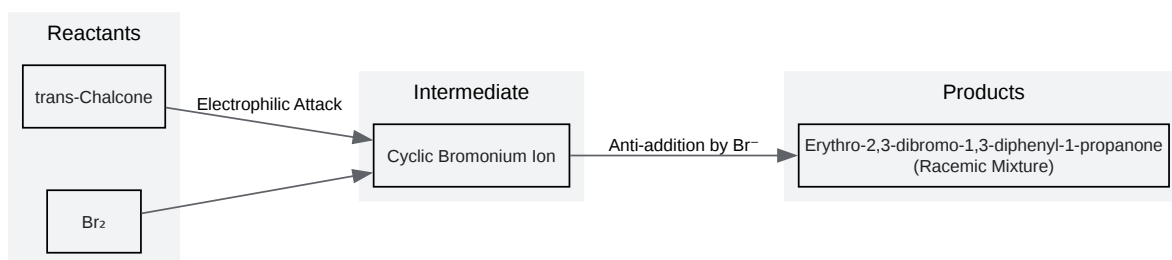 Reactants
trans-Chalcone
Electrophilic Attack
Br₂
Intermediate
Cyclic Bromonium Ion
Anti-addition by Br⁻
Products
Erythro-2,3-dibromo-1,3-diphenyl-1-propanone
(Racemic Mixture)